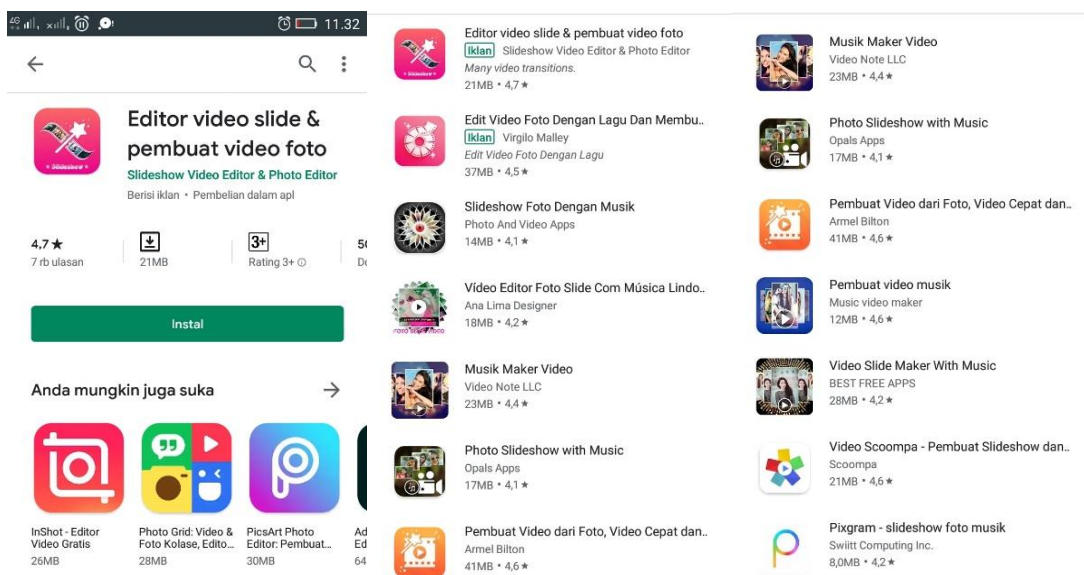 4G 11.32
Editor video slide &
pembuat video foto
Slideshow Video Editor & Photo Editor
Berisi iklan • Pembelian dalam apl
4,7★
7 rb ulasan
21MB
3+
Rating 3+
Instal
Anda mungkin juga suka
InShot - Editor
Video Gratis
26MB
Photo Grid: Video &
Foto Kolase, Edito...
28MB
PicsArt Photo
Editor: Pembuat...
30MB
Slideshow
Editor video slide & pembuat video foto
Iklan Slideshow Video Editor & Photo Editor
Many video transitions.
21MB • 4,7★
Edit Video Foto Dengan Lagu Dan Membu..
Iklan Virgilo Malley
Edit Video Foto Dengan Lagu
37MB • 4,5★
Slideshow Foto Dengan Musik
Photo And Video Apps
14MB • 4,1★
Vídeo Editor Foto Slide Com Música Lindo..
Ana Lima Designer
18MB • 4,2★
Musik Maker Video
Video Note LLC
23MB • 4,4★
Photo Slideshow with Music
Opals Apps
17MB • 4,1★
Pembuat Video dari Foto, Video Cepat dan..
Armel Bilton
41MB • 4,6★
Musik Maker Video
Video Note LLC
23MB • 4,4★
Photo Slideshow with Music
Opals Apps
17MB • 4,1★
Pembuat Video dari Foto, Video Cepat dan..
Armel Bilton
41MB • 4,6★
Pembuat video musik
Music video maker
12MB • 4,6★
Video Slide Maker With Music
BEST FREE APPS
28MB • 4,2★
Video Scoompa - Pembuat Slideshow dan..
Scoompa
21MB • 4,6★
Pixgram - slideshow foto musik
Swiitt Computing Inc.
8,0MB • 4,2★